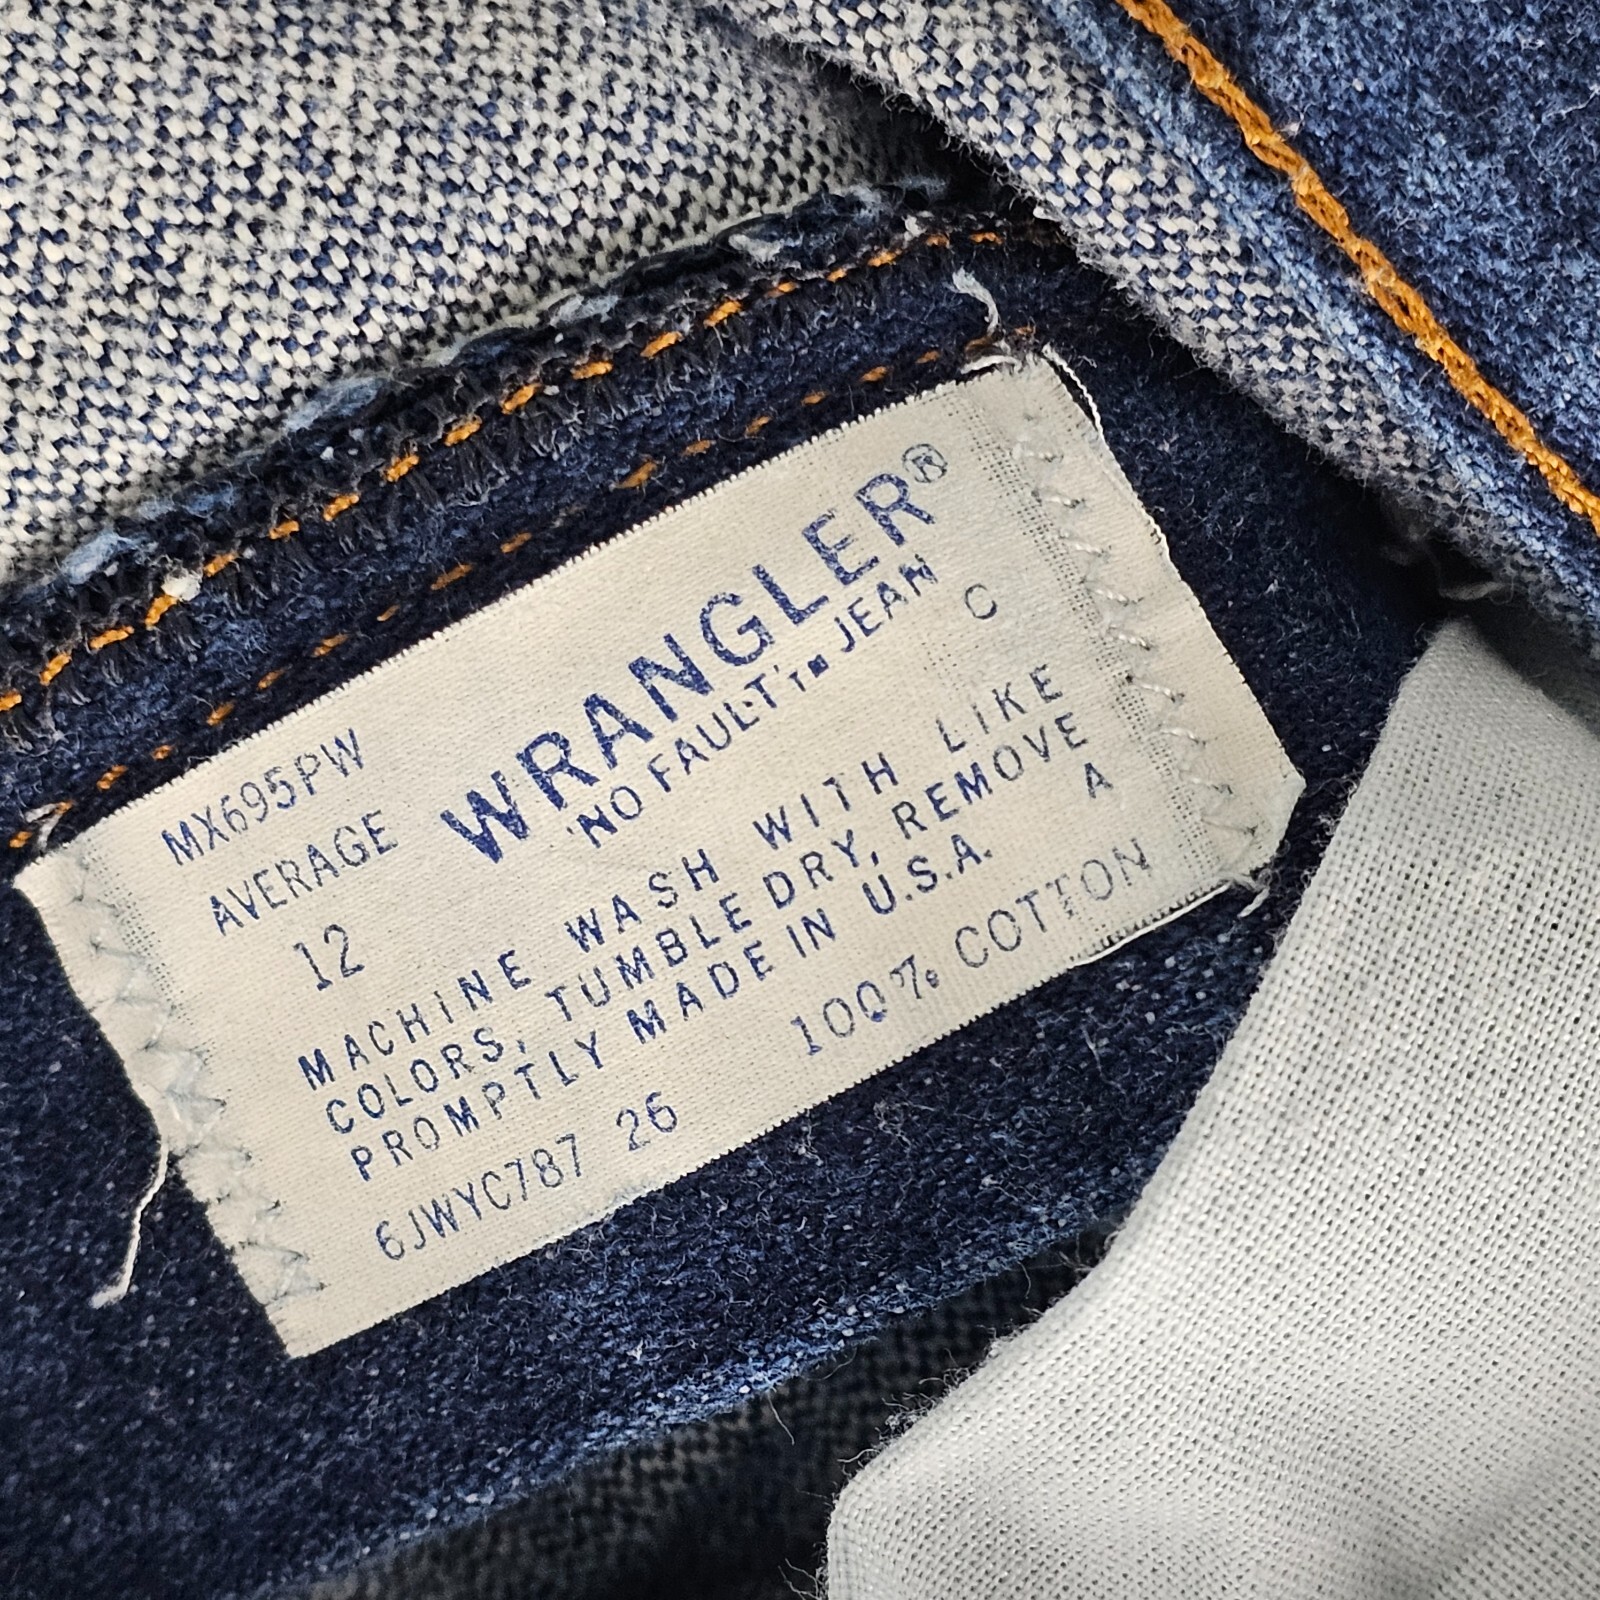 MX695PW
WRANGLER®
AVERAGE
'NO FAULT'™ JEAN
12
C
MACHINE WASH WITH LIKE
COLORS, TUMBLE DRY, REMOVE
PROMPTLY MADE IN U.S.A.
A
6JWYC787 26
100% COTTON